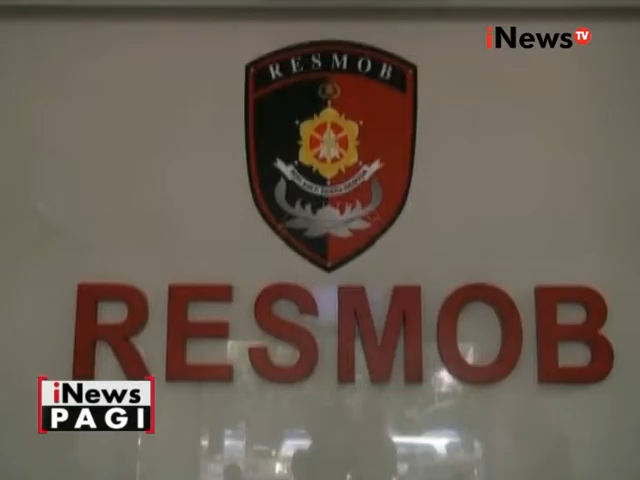 iNews TV
RESMOB
RESMOB
iNews
PAGI